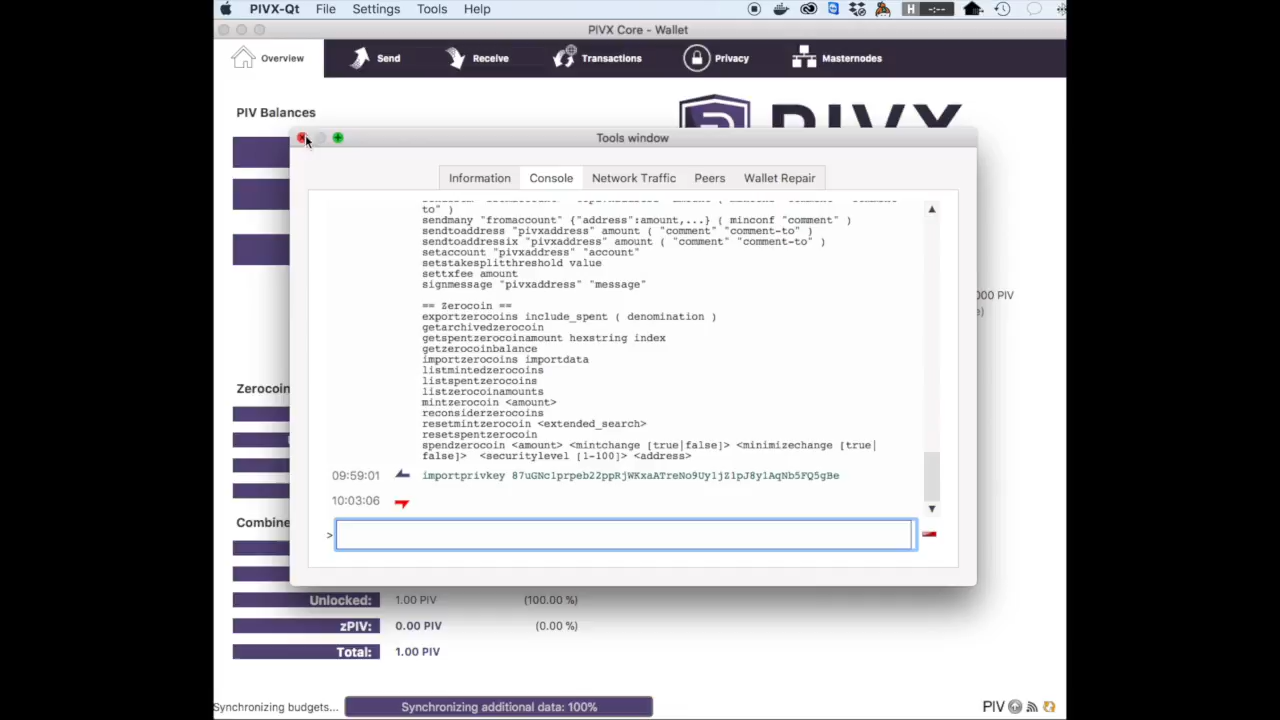 PIVX-Qt File Settings Tools Help
H -:--
PIVX Core - Wallet
Overview Send Receive Transactions Privacy Masternodes
PIV Balances
PIVX
Tools window
Information Console Network Traffic Peers Wallet Repair
to" )
sendmany "fromaccount" {"address":amount,...} ( minconf "comment" )
sendtoaddress "pivxaddress" amount ( "comment" "comment-to" )
sendtoaddressix "pivxaddress" amount ( "comment" "comment-to" )
setaccount "pivxaddress" "account"
setstakesplitthreshold value
settxfee amount
signmessage "pivxaddress" "message"
== Zerocoin ==
exportzerocoins include_spent ( denomination )
getarchivedzerocoin
getspentzerocoinamount hexstring index
getzerocoinbalance
importzerocoins importdata
listmintedzerocoins
listspentzerocoins
listzerocoinamounts
mintzerocoin <amount>
reconsiderzerocoins
resetmintzerocoin <extended_search>
resetspentzerocoin
spendzerocoin <amount> <mintchange [true|false]> <minimizechange [true|
false]> <securitylevel [1-100]> <address>
09:59:01 importprivkey 87uGNc1prpeb22ppRjWKxaATreNo9Uy1jZ1pJ8y1AqNb5FQ5gBe
10:03:06
>
000 PIV
Zerocoin
Combine
Unlocked: 1.00 PIV (100.00 %)
zPIV: 0.00 PIV (0.00 %)
Total: 1.00 PIV
Synchronizing budgets... Synchronizing additional data: 100% PIV